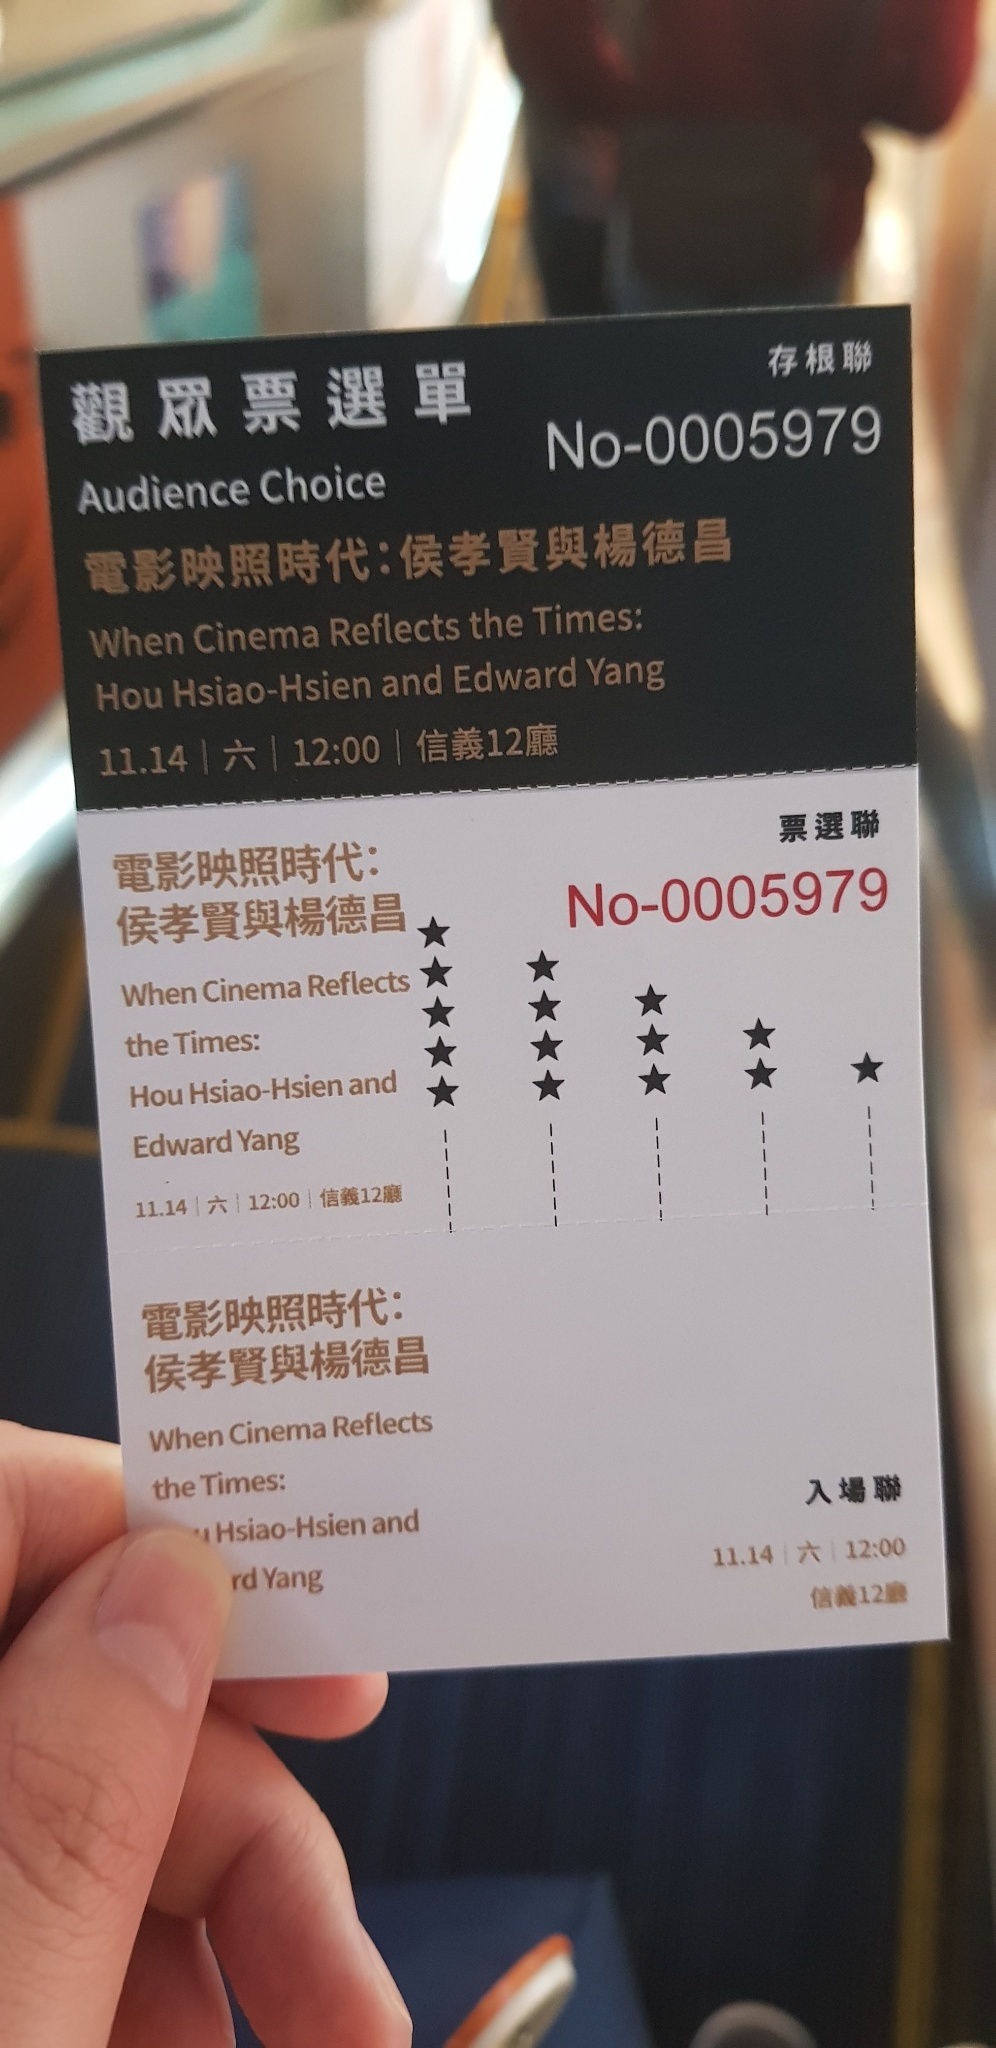 觀眾票選單
存根聯
Audience Choice
No-0005979
電影映照時代：侯孝賢與楊德昌
When Cinema Reflects the Times:
Hou Hsiao-Hsien and Edward Yang
11.14｜六｜12:00｜信義12廳
票選聯
No-0005979
電影映照時代：
侯孝賢與楊德昌
When Cinema Reflects
the Times:
Hou Hsiao-Hsien and
Edward Yang
11.14｜六｜12:00｜信義12廳
電影映照時代：
侯孝賢與楊德昌
When Cinema Reflects
the Times:
Hsiao-Hsien and
Yang
入場聯
11.14｜六｜12:00
信義12廳